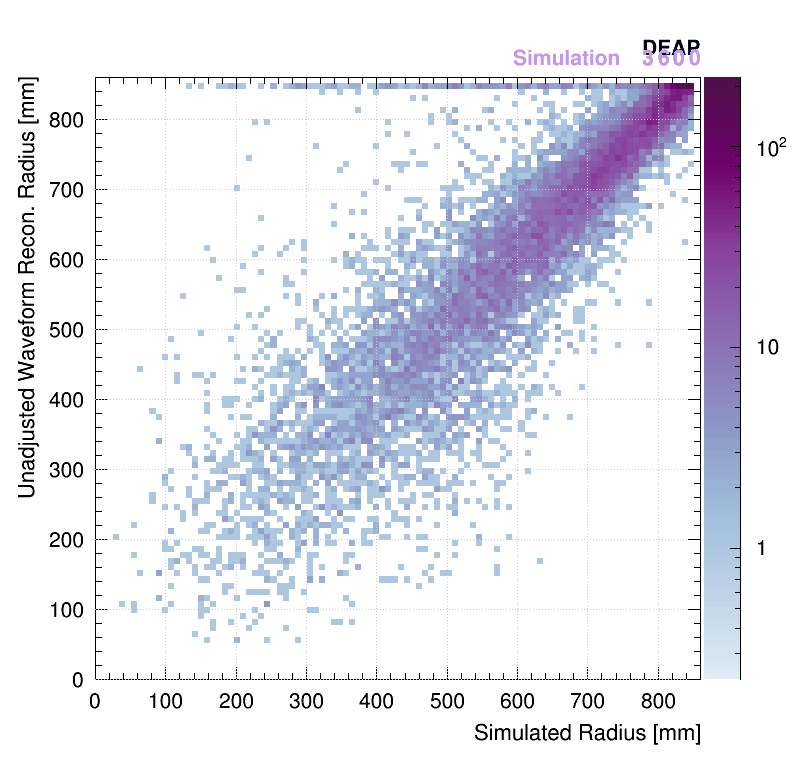 DEAP
Simulation 3600
Unadjusted Waveform Recon. Radius [mm]
800
700
600
500
400
300
200
100
0
0 100 200 300 400 500 600 700 800
Simulated Radius [mm]
10²
10
1